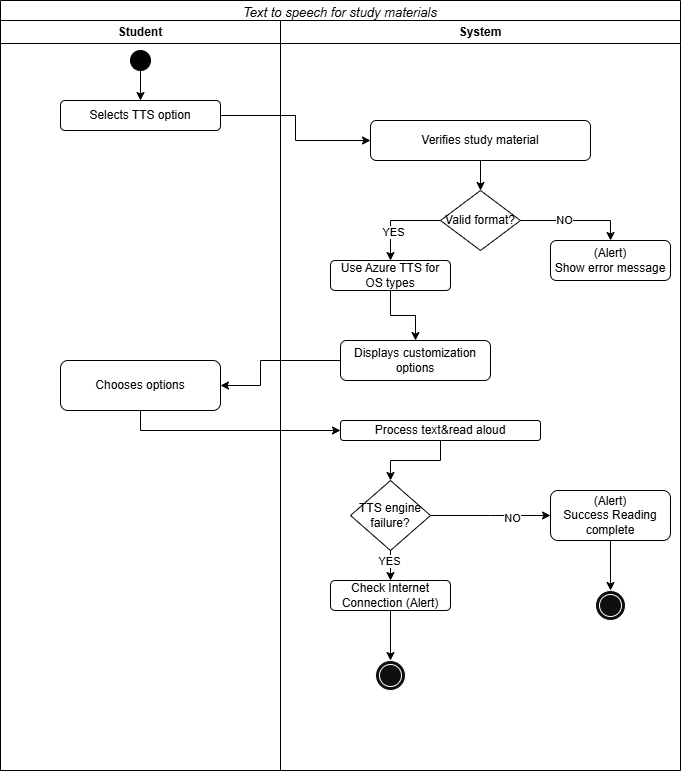 Text to speech for study materials
Student
System
Selects TTS option
Verifies study material
Valid format?
YES
NO
(Alert)
Show error message
Use Azure TTS for
OS types
Displays customization
options
Chooses options
Process text&read aloud
TTS engine
failure?
NO
(Alert)
Success Reading
complete
YES
Check Internet
Connection (Alert)